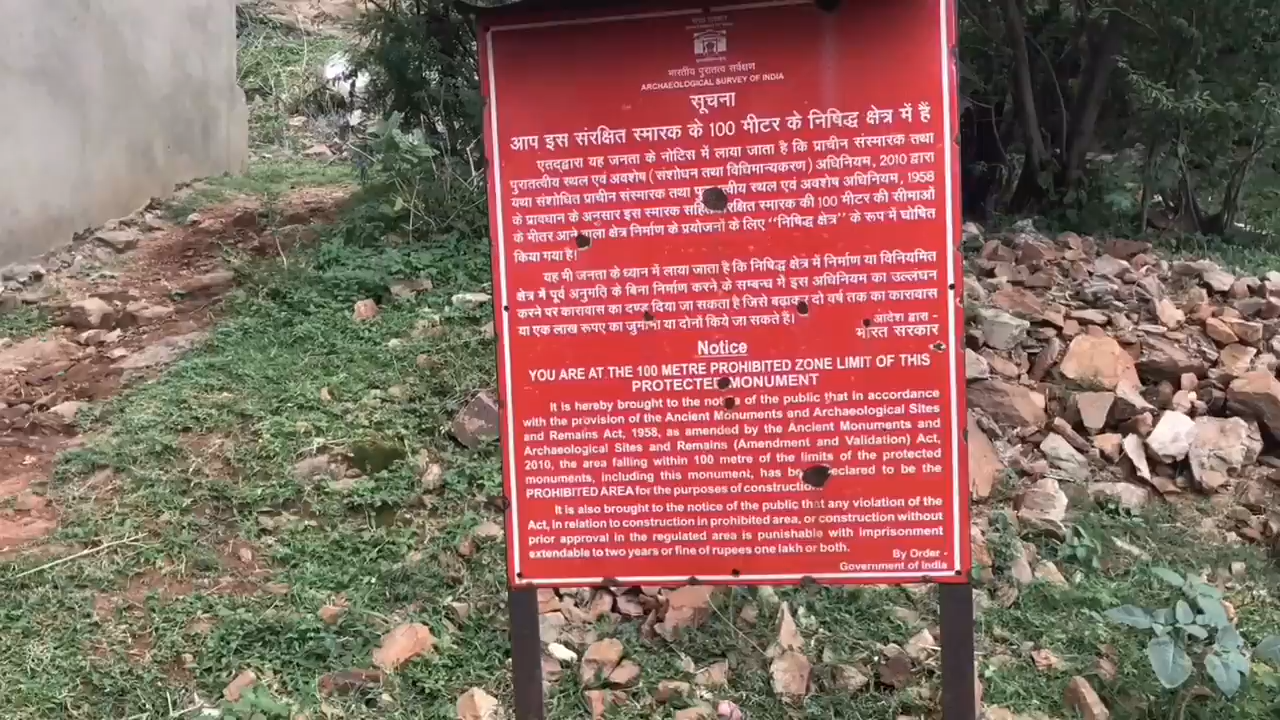 भारतीय पुरातत्व सर्वेक्षण
ARCHAEOLOGICAL SURVEY OF INDIA
सूचना
आप इस संरक्षित स्मारक के 100 मीटर के निषिद्ध क्षेत्र में हैं
एतद्द्वारा यह जनता के नोटिस में लाया जाता है कि प्राचीन संस्मारक तथा
पुरातत्वीय स्थल एवं अवशेष (संशोधन तथा विधिमान्यकरण) अधिनियम, 2010 द्वारा
यथा संशोधित प्राचीन संस्मारक तथा स्थल एवं अवशेष अधिनियम, 1958
के प्रावधान के अनुसार इस स्मारक सहित संरक्षित स्मारक की 100 मीटर की सीमाओं
के भीतर आने वाला क्षेत्र निर्माण के प्रयोजनों के लिए "निषिद्ध क्षेत्र" के रूप में घोषित
किया गया है।
यह भी जनता के ध्यान में लाया जाता है कि निषिद्ध क्षेत्र में निर्माण या विनियमित
क्षेत्र में पूर्व अनुमति के बिना निर्माण करने के सम्बन्ध में इस अधिनियम का उल्लंघन
करने पर कारावास का दण्ड दिया जा सकता है जिसे बढ़ाकर दो वर्ष तक का कारावास
या एक लाख रूपए का जुर्माना या दोनों किये जा सकते हैं।
आदेश द्वारा -
भारत सरकार
Notice
YOU ARE AT THE 100 METRE PROHIBITED ZONE LIMIT OF THIS
PROTECTED MONUMENT
It is hereby brought to the notice of the public that in accordance
with the provision of the Ancient Monuments and Archaeological Sites
and Remains Act, 1958, as amended by the Ancient Monuments and
Archaeological Sites and Remains (Amendment and Validation) Act,
2010, the area falling within 100 metre of the limits of the protected
monuments, including this monument, has been declared to be the
PROHIBITED AREA for the purposes of construction.
It is also brought to the notice of the public that any violation of the
Act, in relation to construction in prohibited area, or construction without
prior approval in the regulated area is punishable with imprisonment
extendable to two years or fine of rupees one lakh or both.
By Order -
Government of India